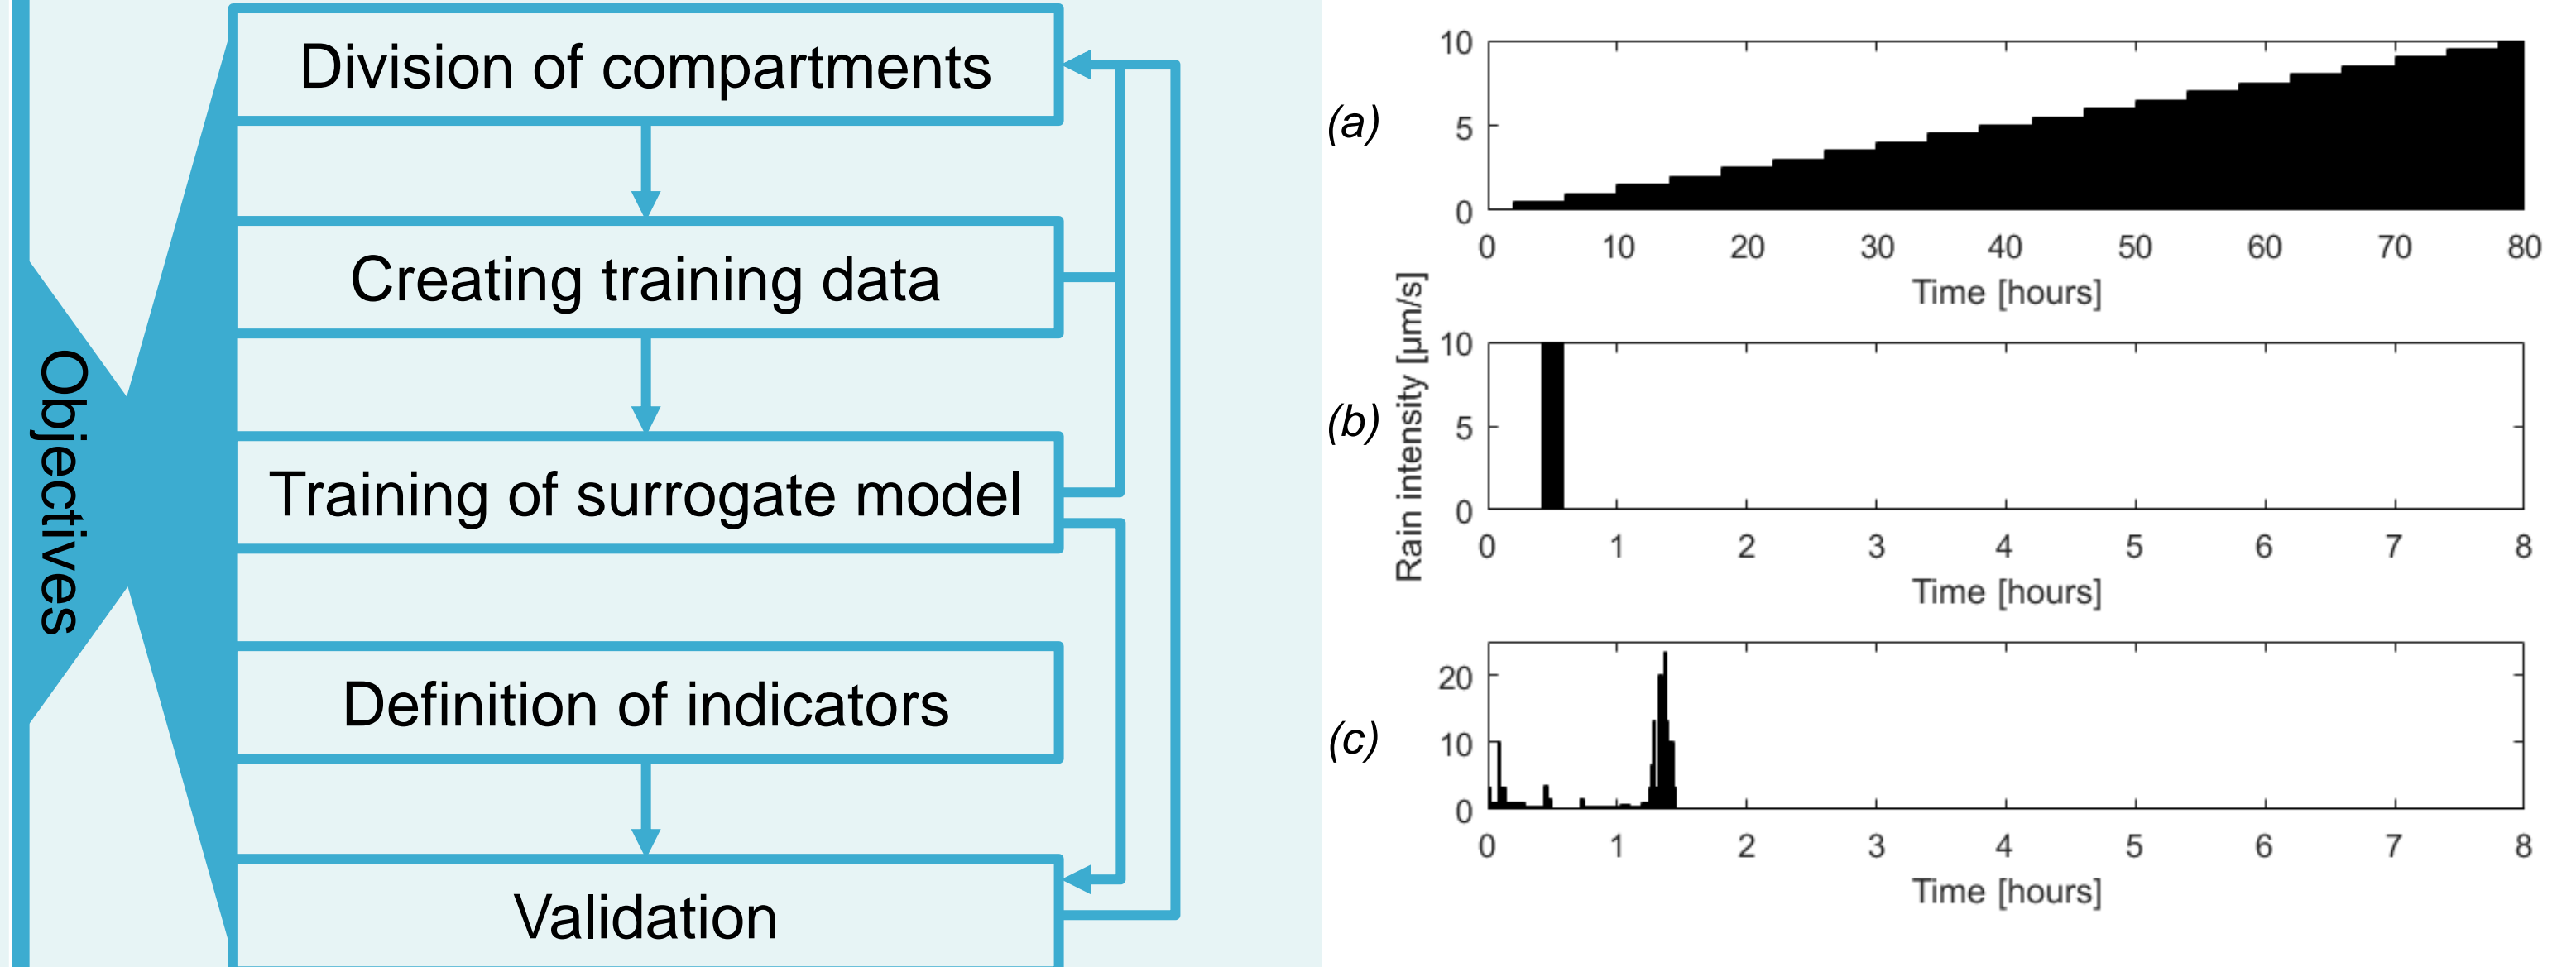 Objectives
Division of compartments
Creating training data
Training of surrogate model
Definition of indicators
Validation
(a)
10
5
0
0 10 20 30 40 50 60 70 80
Time [hours]
Rain intensity [μm/s]
(b)
10
5
0
0 1 2 3 4 5 6 7 8
Time [hours]
(c)
20
10
0
0 1 2 3 4 5 6 7 8
Time [hours]